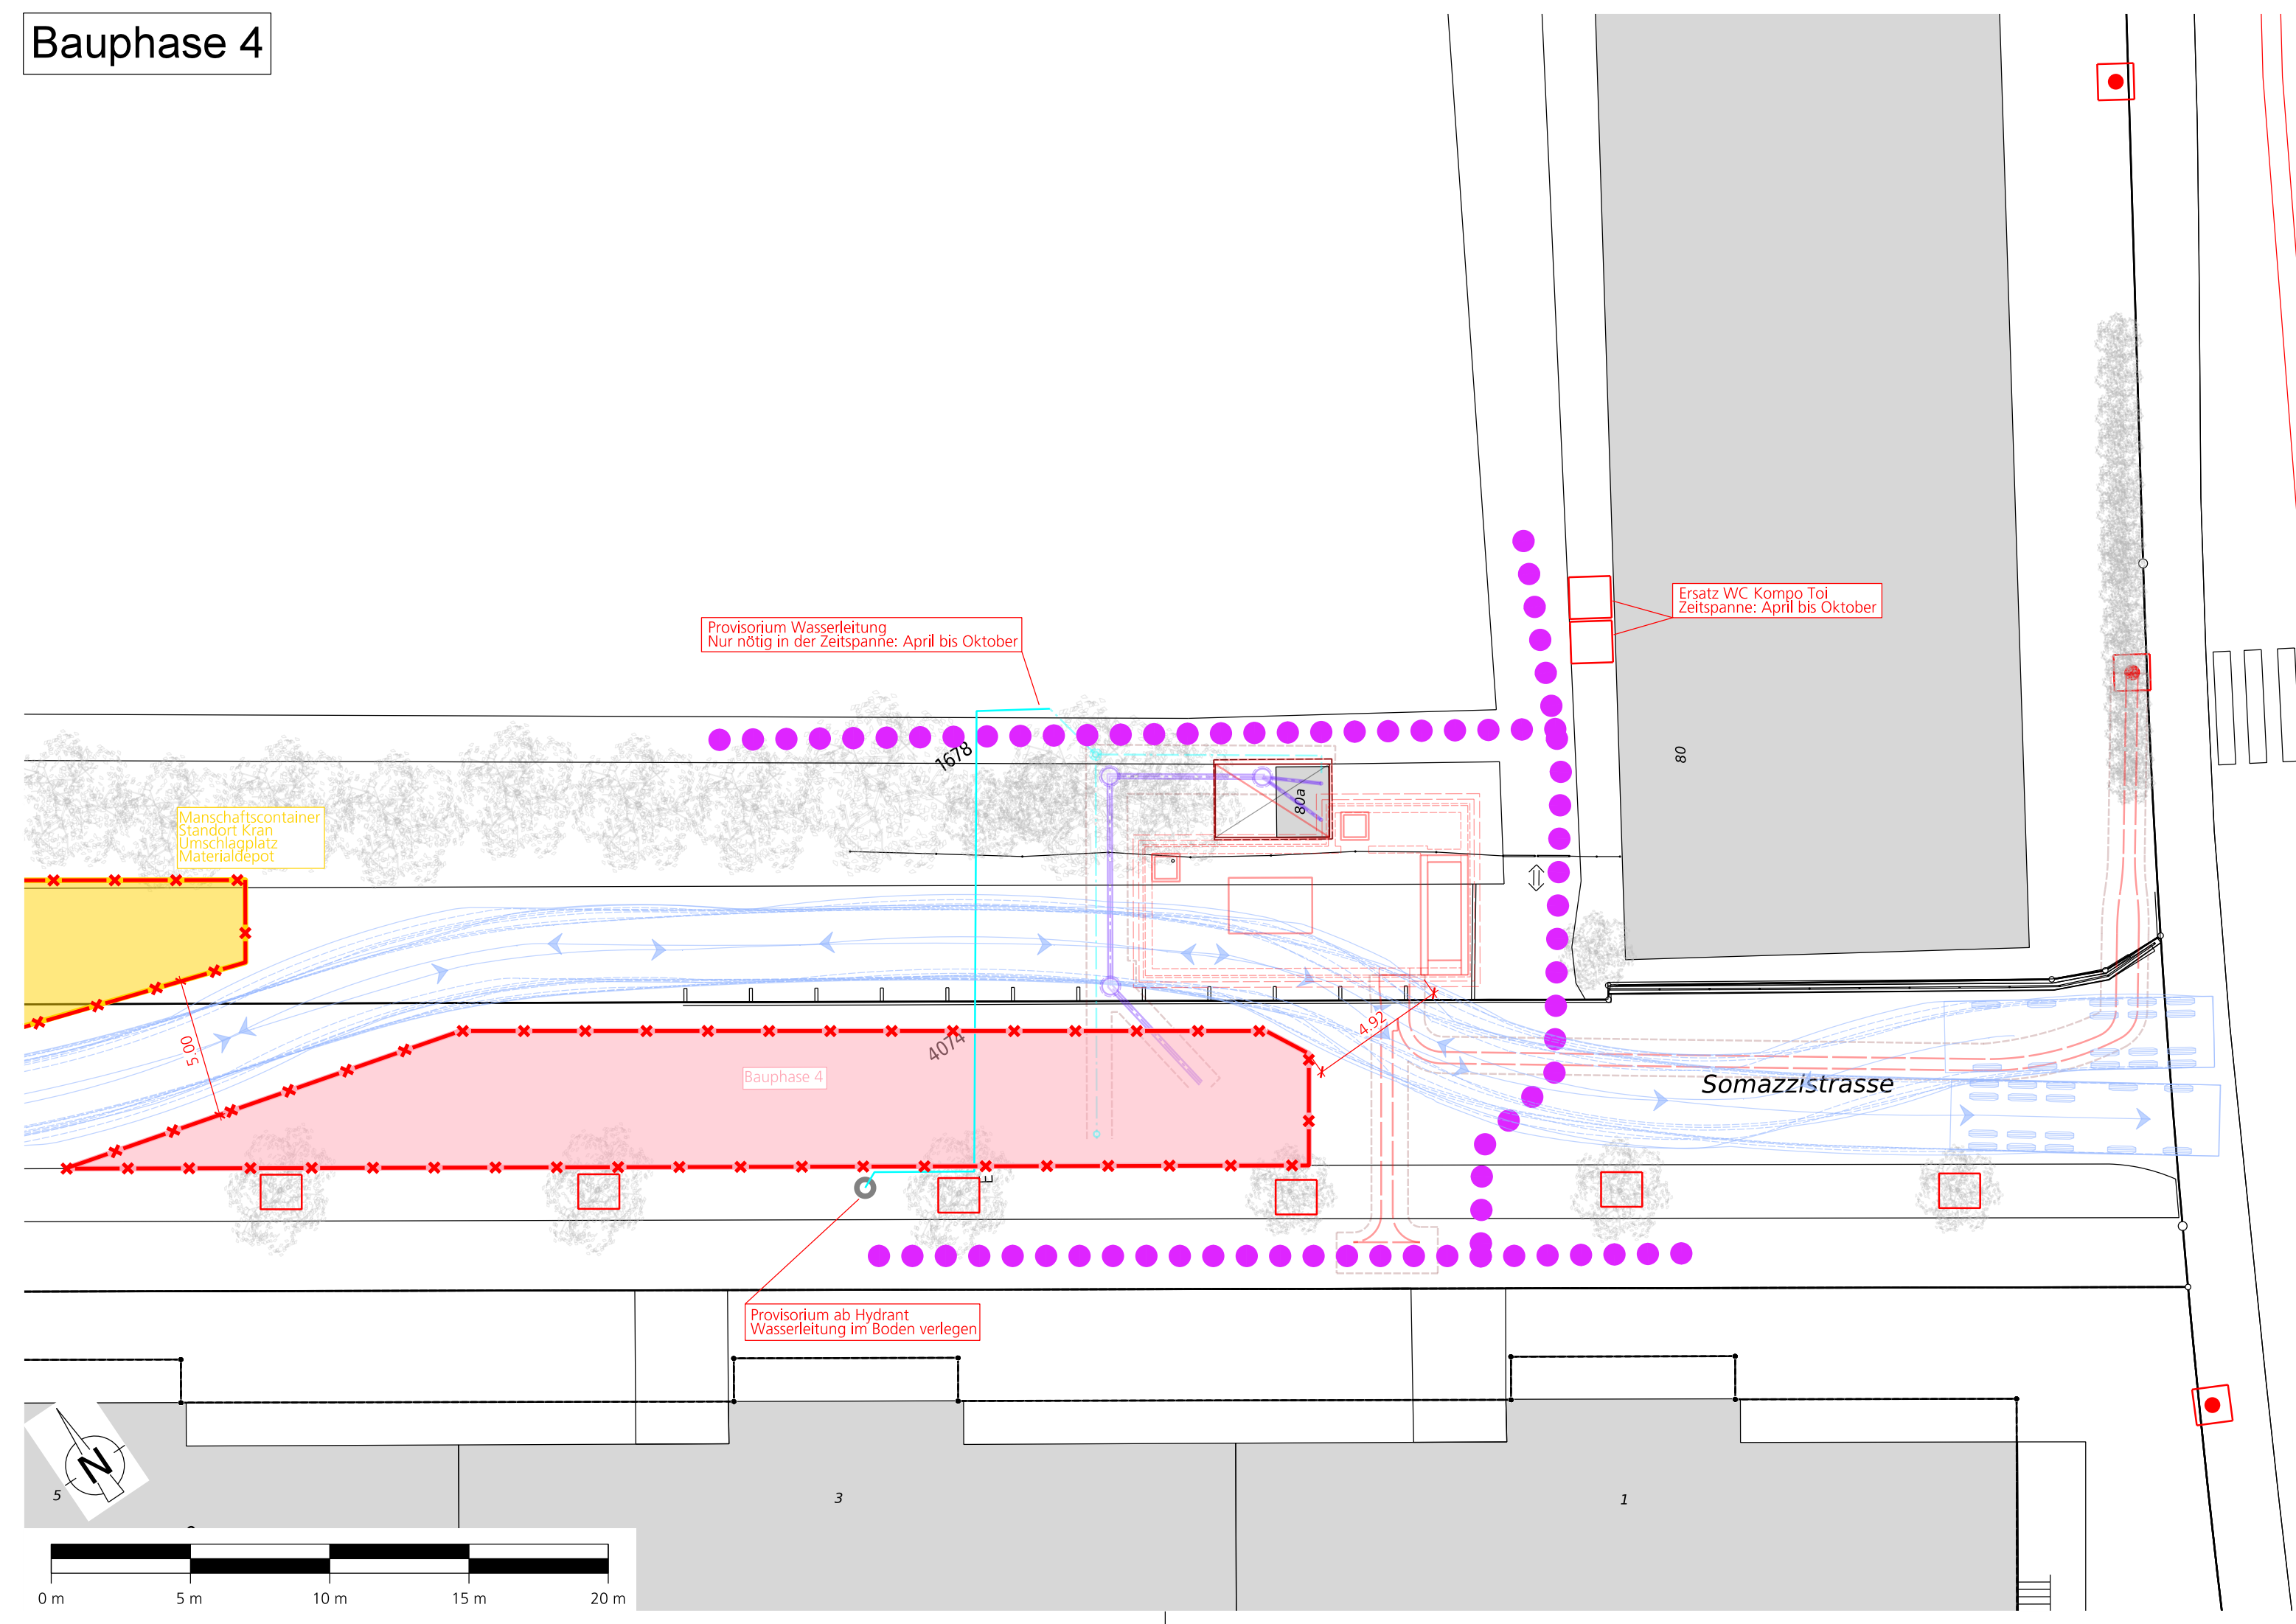 Bauphase 4
Ersatz WC Kompo Toi
Zeitspanne: April bis Oktober
Provisorium Wasserleitung
Nur nötig in der Zeitspanne: April bis Oktober
80
1678
80a
Manschaftscontainer
Standort Kran
Umschlagplatz
Materialdepot
5.00
4.92
4074
Bauphase 4
Somazzistrasse
E
Provisorium ab Hydrant
Wasserleitung im Boden verlegen
N
5
3
1
0 m
5 m
10 m
15 m
20 m